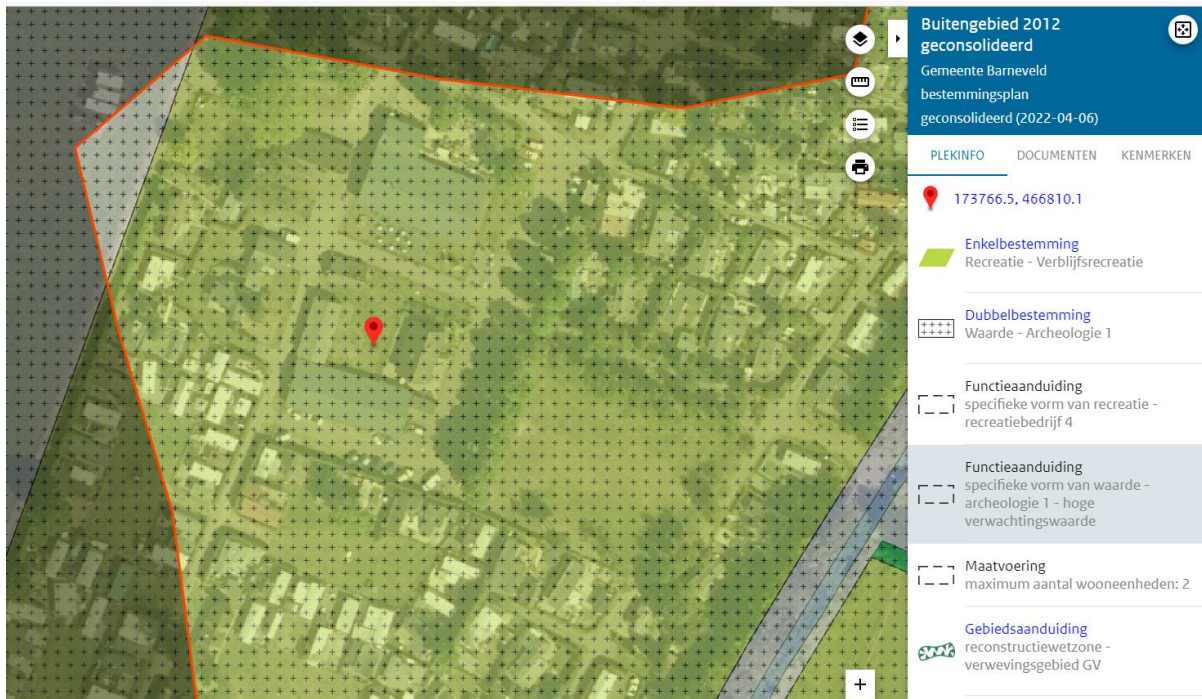 Buitengebied 2012
geconsolideerd
Gemeente Barneveld
bestemmingsplan
geconsolideerd (2022-04-06)
PLEKINFO DOCUMENTEN KENMERKEN
173766.5, 466810.1
Enkelbestemming
Recreatie - Verblijfsrecreatie
Dubbelbestemming
Waarde - Archeologie 1
Functieaanduiding
specifieke vorm van recreatie -
recreatiebedrijf 4
Functieaanduiding
specifieke vorm van waarde -
archeologie 1 - hoge
verwachtingswaarde
Maatvoering
maximum aantal wooneenheden: 2
Gebiedsaanduiding
reconstructiewetzone -
verwevingsgebied GV
+